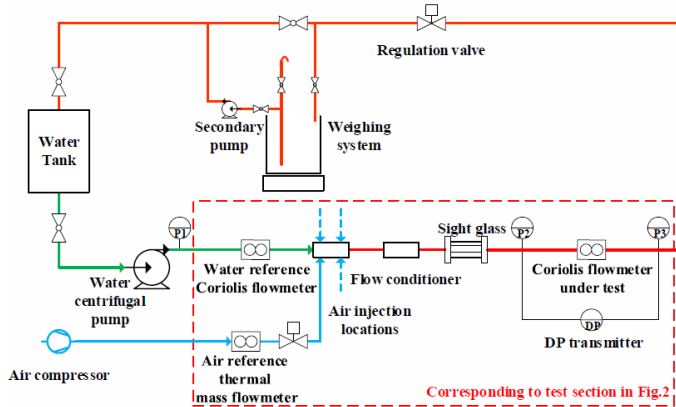 Regulation valve
Water
Tank
Secondary
pump
Weighing
system
P1
Sight glass
P2
P3
Water
centrifugal
pump
Water reference
Coriolis flowmeter
Flow conditioner
Coriolis flowmeter
under test
Air injection
locations
DP
DP transmitter
Air compressor
Air reference
thermal
mass flowmeter
Corresponding to test section in Fig.2